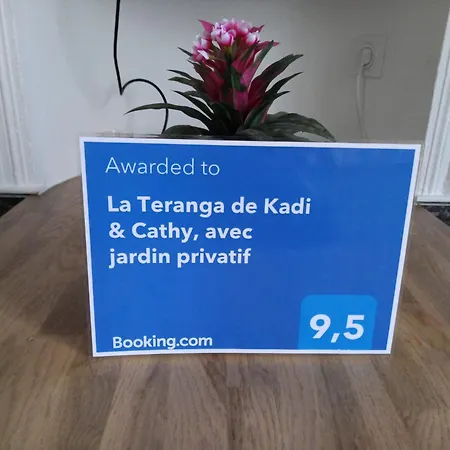 Awarded to
La Teranga de Kadi
& Cathy, avec
jardin privatif
Booking.com
9,5